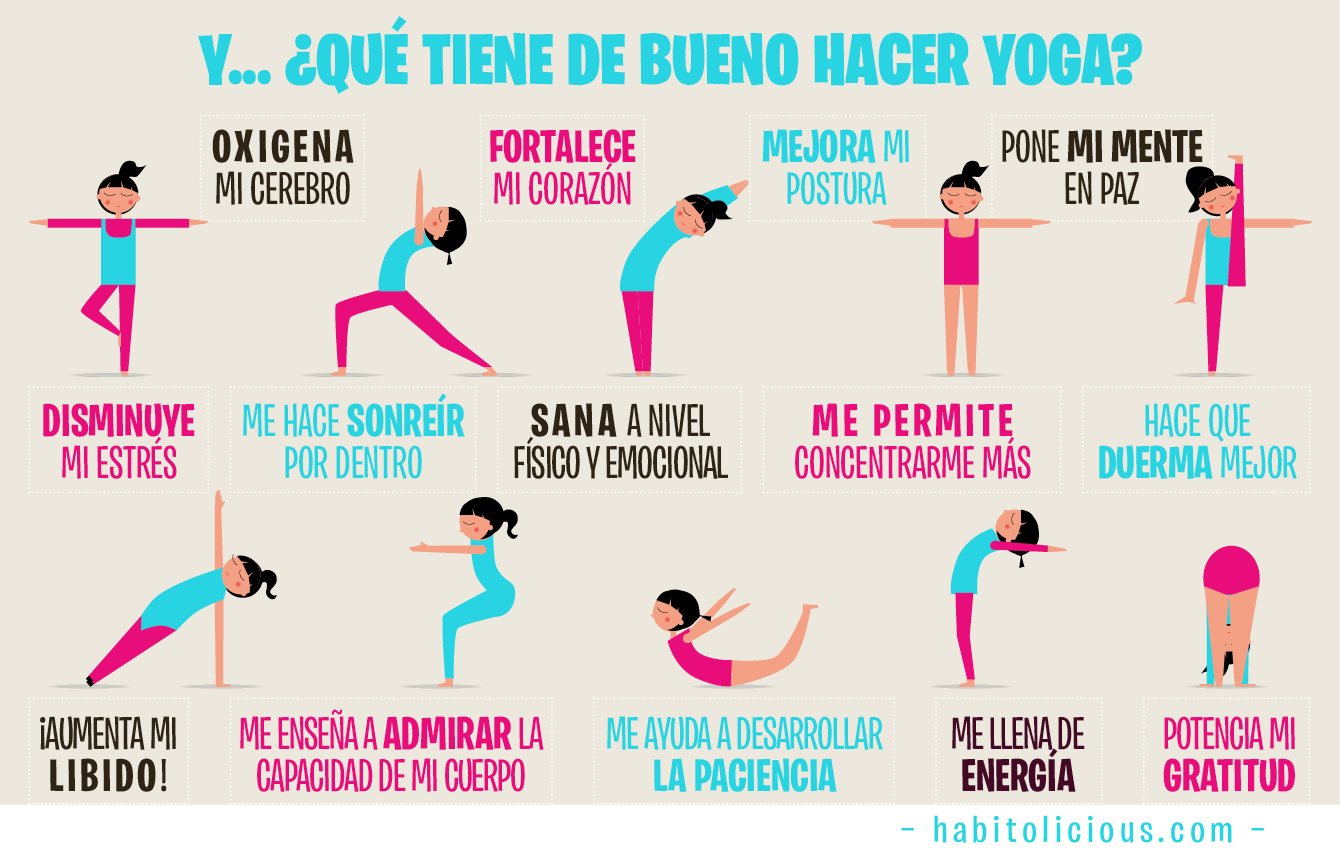 Y... ¿QUÉ TIENE DE BUENO HACER YOGA?
OXIGENA
MI CEREBRO
FORTALECE
MI CORAZÓN
MEJORA MI
POSTURA
PONE MI MENTE
EN PAZ
DISMINUYE
MI ESTRÉS
ME HACE SONREÍR
POR DENTRO
SANA A NIVEL
FÍSICO Y EMOCIONAL
ME PERMITE
CONCENTRARME MÁS
HACE QUE
DUERMA MEJOR
¡AUMENTA MI
LIBIDO!
ME ENSEÑA A ADMIRAR LA
CAPACIDAD DE MI CUERPO
ME AYUDA A DESARROLLAR
LA PACIENCIA
ME LLENA DE
ENERGÍA
POTENCIA MI
GRATITUD
- habitolicious.com -